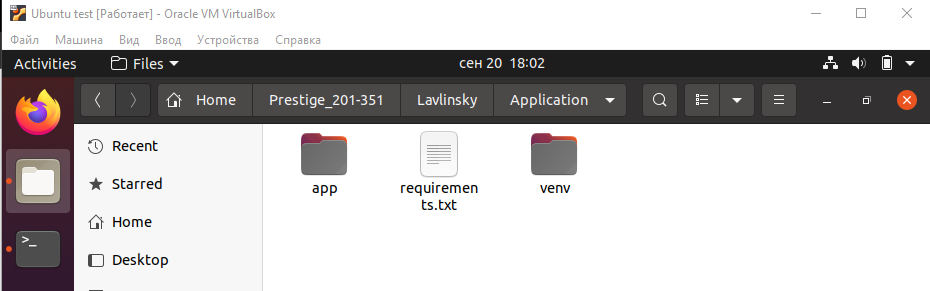 Ubuntu test [Работает] - Oracle VM VirtualBox
Файл Машина Вид Ввод Устройства Справка
Activities Files сен 20 18:02
Home Prestige_201-351 Lavlinsky Application
Recent
Starred
Home
Desktop
app
requiremen
ts.txt
venv
>_